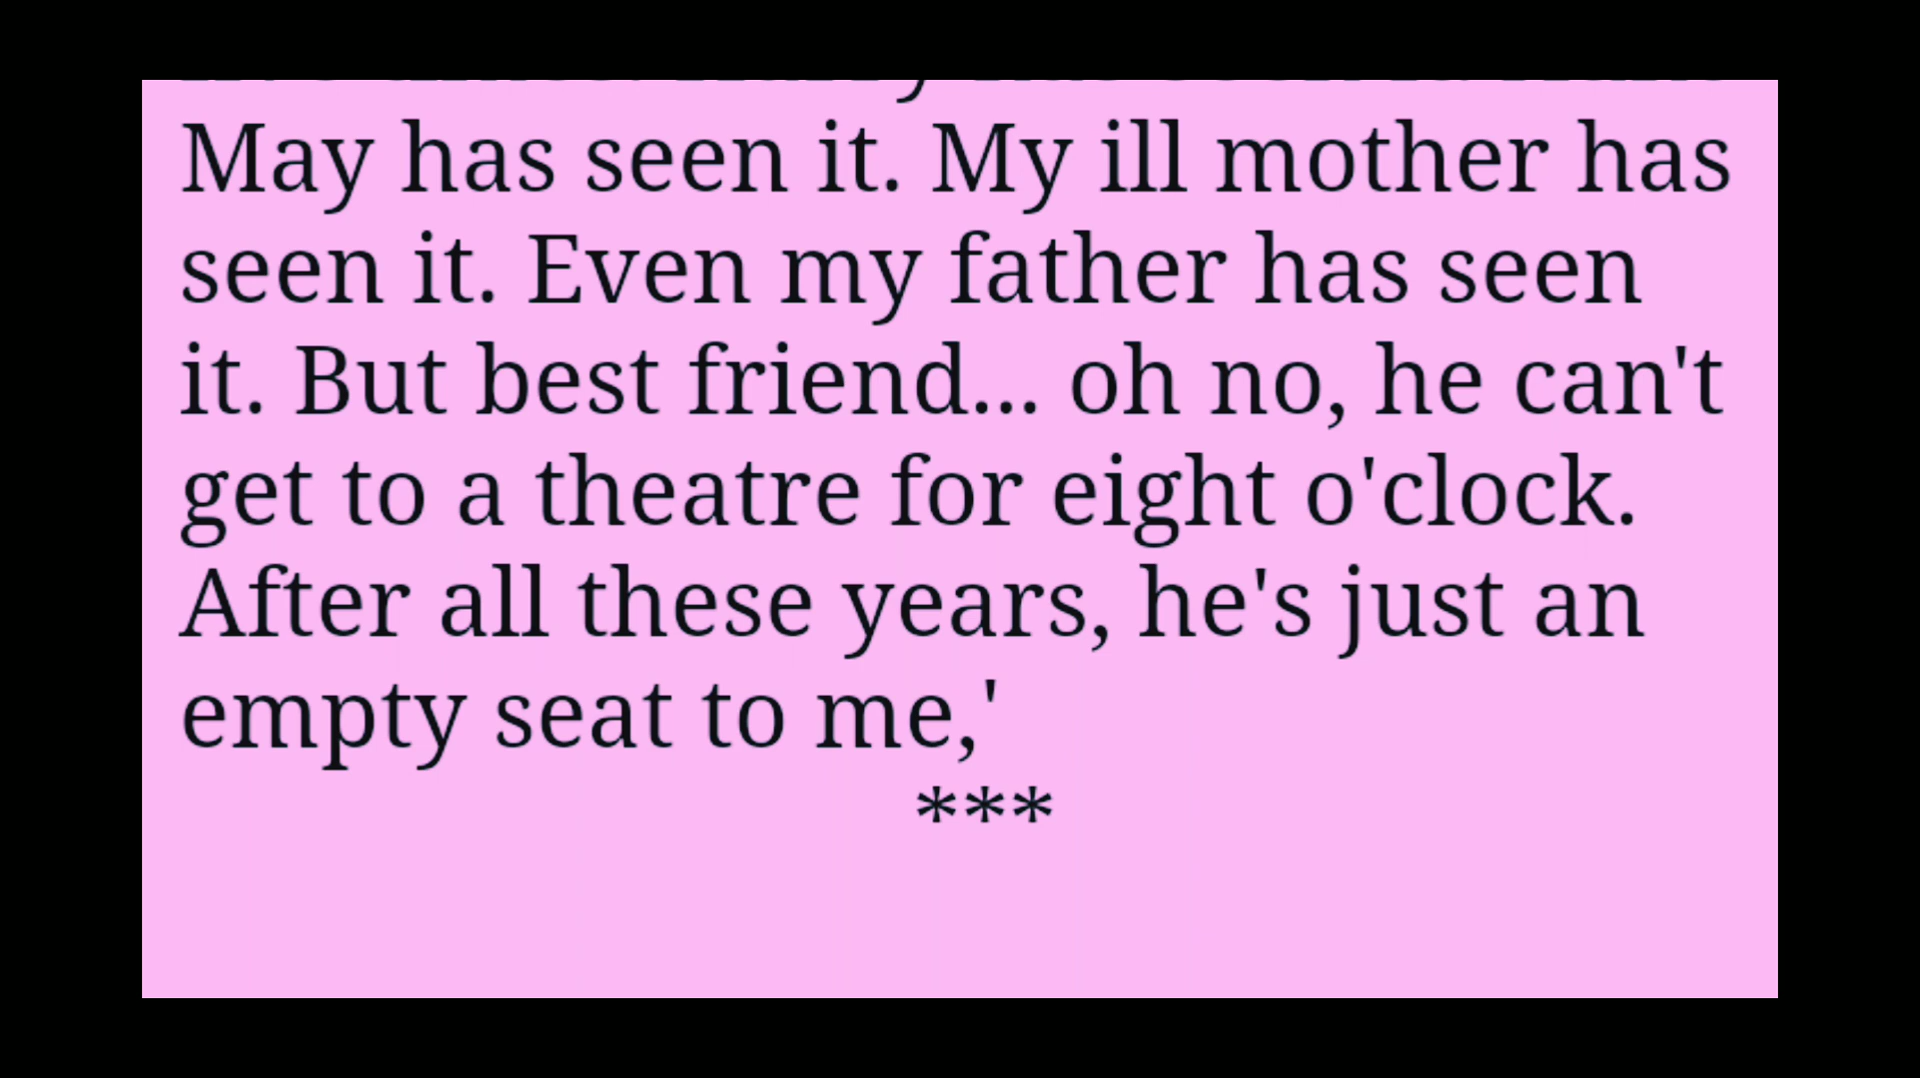 May has seen it. My ill mother has
seen it. Even my father has seen
it. But best friend... oh no, he can't
get to a theatre for eight o'clock.
After all these years, he's just an
empty seat to me,'
***